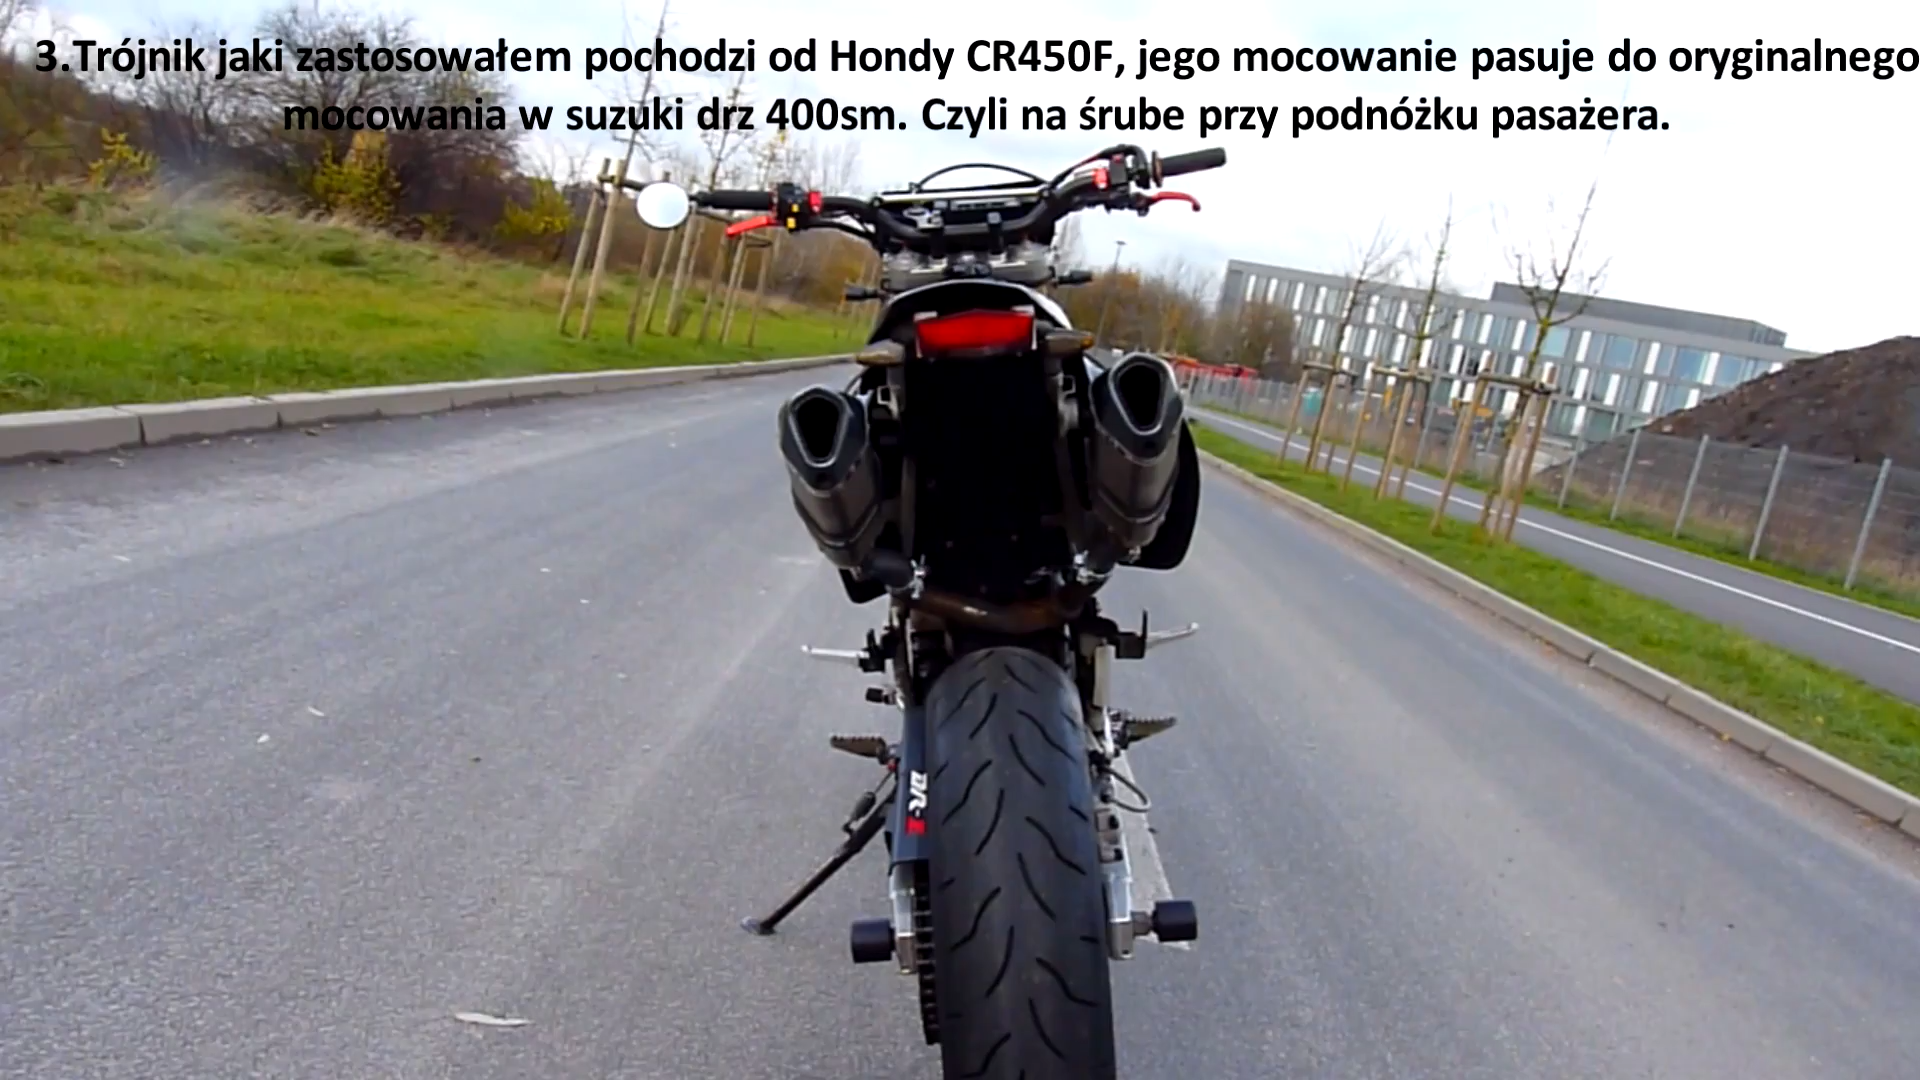 3.Trójnik jaki zastosowałem pochodzi od Hondy CR450F, jego mocowanie pasuje do oryginalnego
mocowania w suzuki drz 400sm. Czyli na śrube przy podnóżku pasażera.
DR-Z